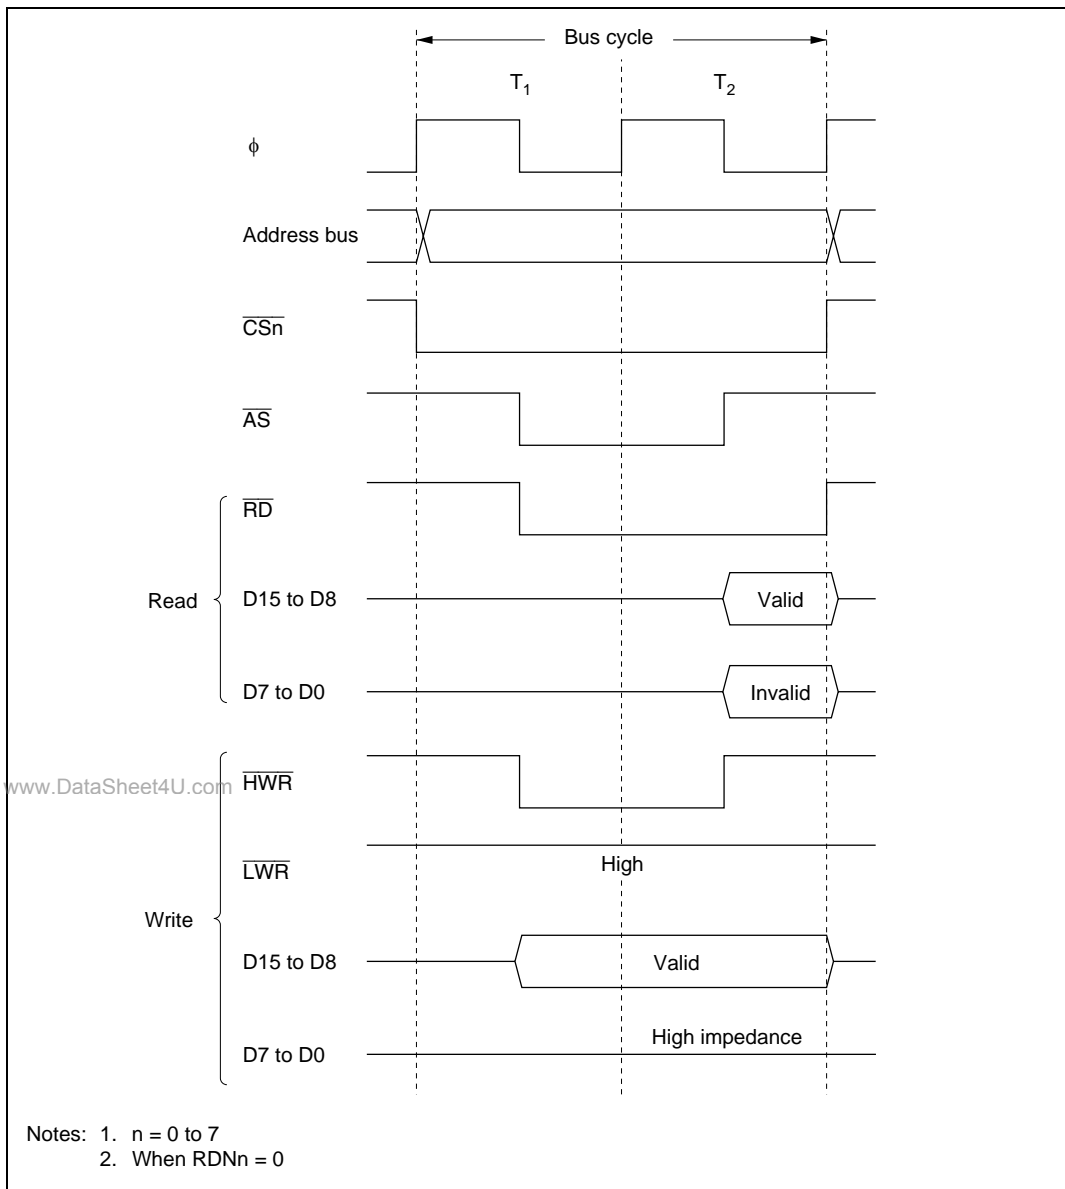 Bus cycle
T1 T2
ϕ
Address bus
CSn
AS
RD
Read
D15 to D8 Valid
D7 to D0 Invalid
HWR
www.DataSheet4U.com
LWR High
Write
D15 to D8 Valid
D7 to D0 High impedance
Notes: 1. n = 0 to 7
2. When RDNn = 0